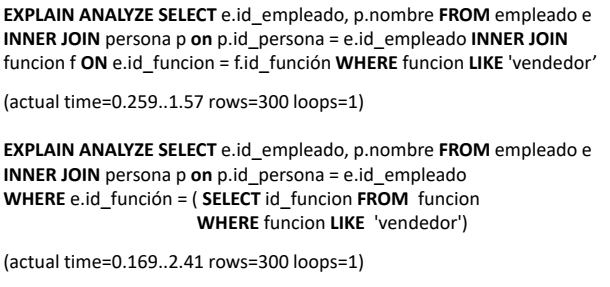 EXPLAIN ANALYZE SELECT e.id_empleado, p.nombre FROM empleado e
INNER JOIN persona p on p.id_persona = e.id_empleado INNER JOIN
funcion f ON e.id_funcion = f.id_función WHERE funcion LIKE 'vendedor’
(actual time=0.259..1.57 rows=300 loops=1)
EXPLAIN ANALYZE SELECT e.id_empleado, p.nombre FROM empleado e
INNER JOIN persona p on p.id_persona = e.id_empleado
WHERE e.id_función = ( SELECT id_funcion FROM funcion
WHERE funcion LIKE 'vendedor')
(actual time=0.169..2.41 rows=300 loops=1)